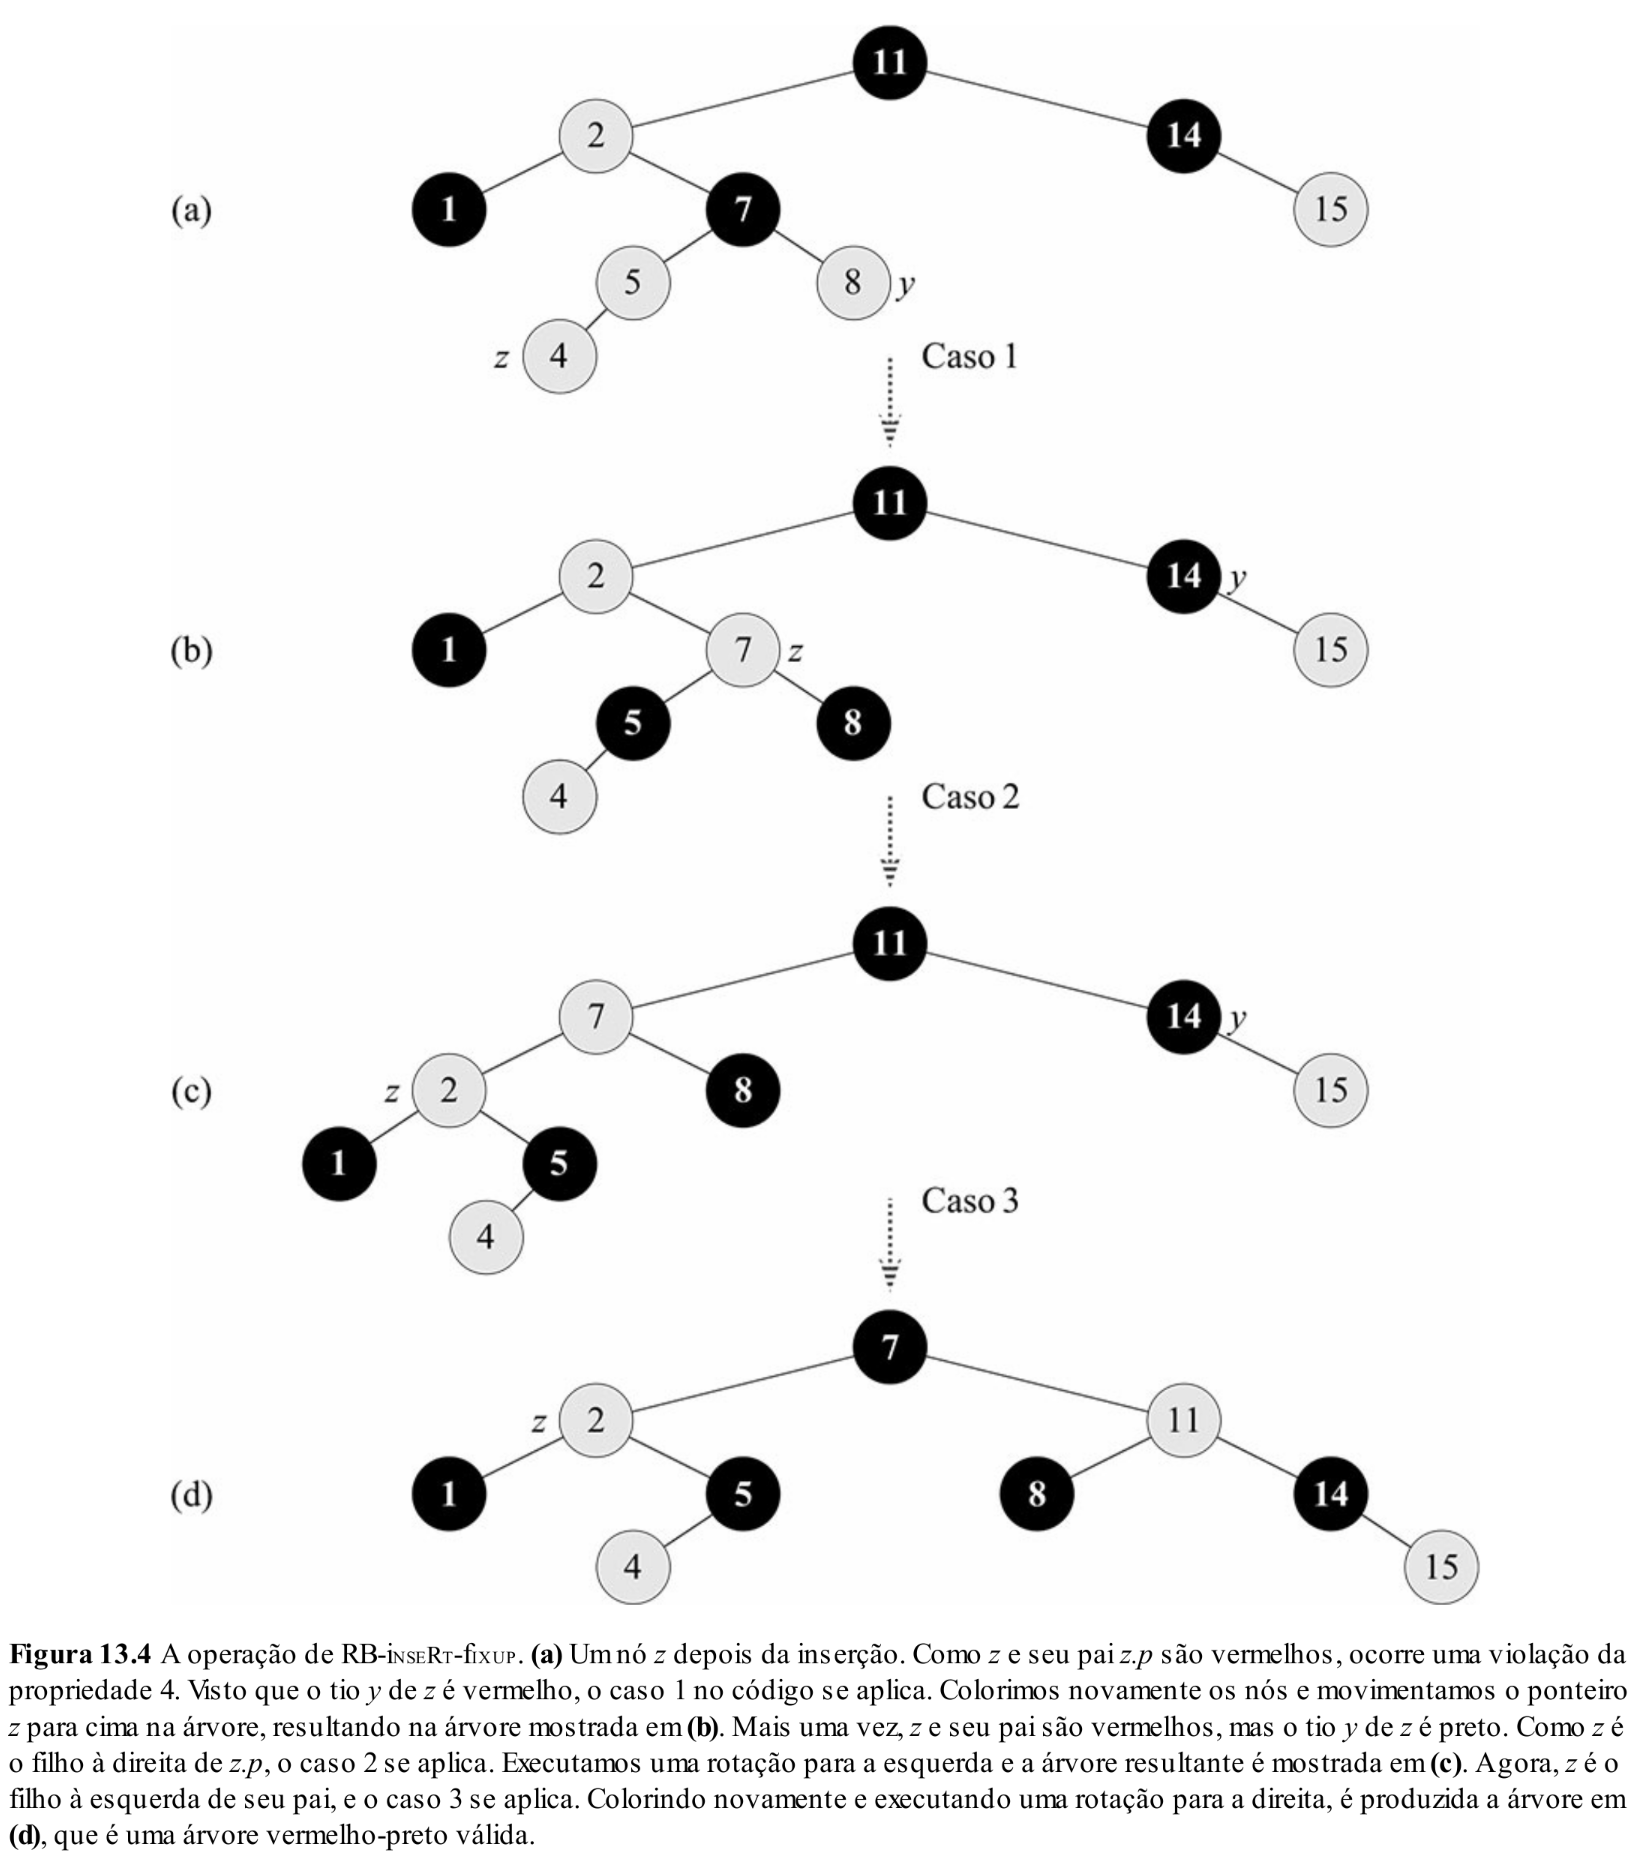 11
2
14
(a)
1
7
15
5
8
y
z
4
Caso 1
11
2
14
y
(b)
1
7
z
15
5
8
4
Caso 2
11
7
14
y
(c)
z
2
8
15
1
5
4
Caso 3
7
z
2
11
(d)
1
5
8
14
4
15
Figura 13.4 A operação de RB-iNSeRt-fIXUP. (a) Um nó z depois da inserção. Como z e seu pai z.p são vermelhos, ocorre uma violação da
propriedade 4. Visto que o tio y de z é vermelho, o caso 1 no código se aplica. Colorimos novamente os nós e movimentamos o ponteiro
z para cima na árvore, resultando na árvore mostrada em (b). Mais uma vez, z e seu pai são vermelhos, mas o tio y de z é preto. Como z é
o filho à direita de z.p, o caso 2 se aplica. Executamos uma rotação para a esquerda e a árvore resultante é mostrada em (c). Agora, z é o
filho à esquerda de seu pai, e o caso 3 se aplica. Colorindo novamente e executando uma rotação para a direita, é produzida a árvore em
(d), que é uma árvore vermelho-preto válida.